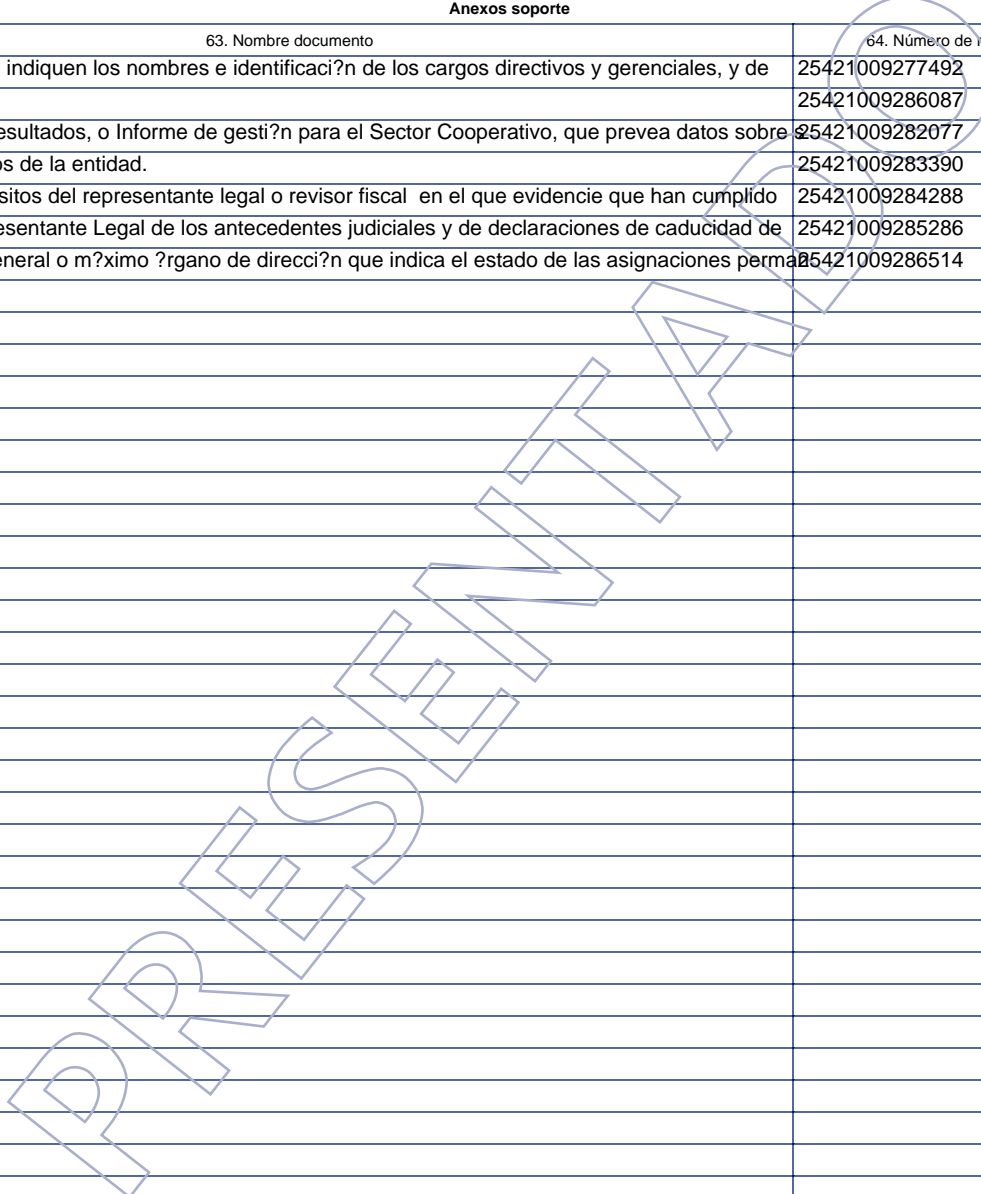 Anexos soporte
63. Nombre documento 64. Número de
indiquen los nombres e identificaci?n de los cargos directivos y gerenciales, y de 25421009277492
25421009286087
esultados, o Informe de gesti?n para el Sector Cooperativo, que prevea datos sobre s 25421009282077
os de la entidad. 25421009283390
sitos del representante legal o revisor fiscal en el que evidencie que han cumplido 25421009284288
esentante Legal de los antecedentes judiciales y de declaraciones de caducidad de 25421009285286
eneral o m?ximo ?rgano de direcci?n que indica el estado de las asignaciones perman 25421009286514
PRESENTADO